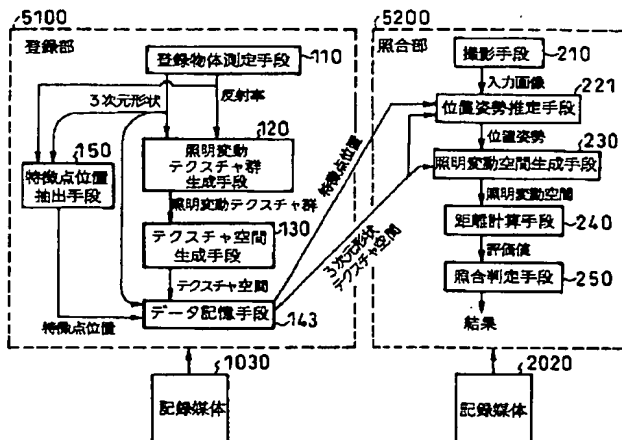 5100
登録部
登録物体測定手段
110
3次元形状
反射率
150
特徴点位置
抽出手段
120
照明変動
テクスチャ群
生成手段
照明変動テクスチャ群
130
テクスチャ空間
生成手段
テクスチャ空間
特徴点位置
データ記憶手段
143
1030
記録媒体
特徴点位置
3次元形状
テクスチャ空間
5200
照合部
撮影手段
210
入力画像
221
位置姿勢推定手段
位置姿勢
230
照明変動空間生成手段
照明変動空間
距離計算手段
240
評価値
照合判定手段
250
結果
2020
記録媒体